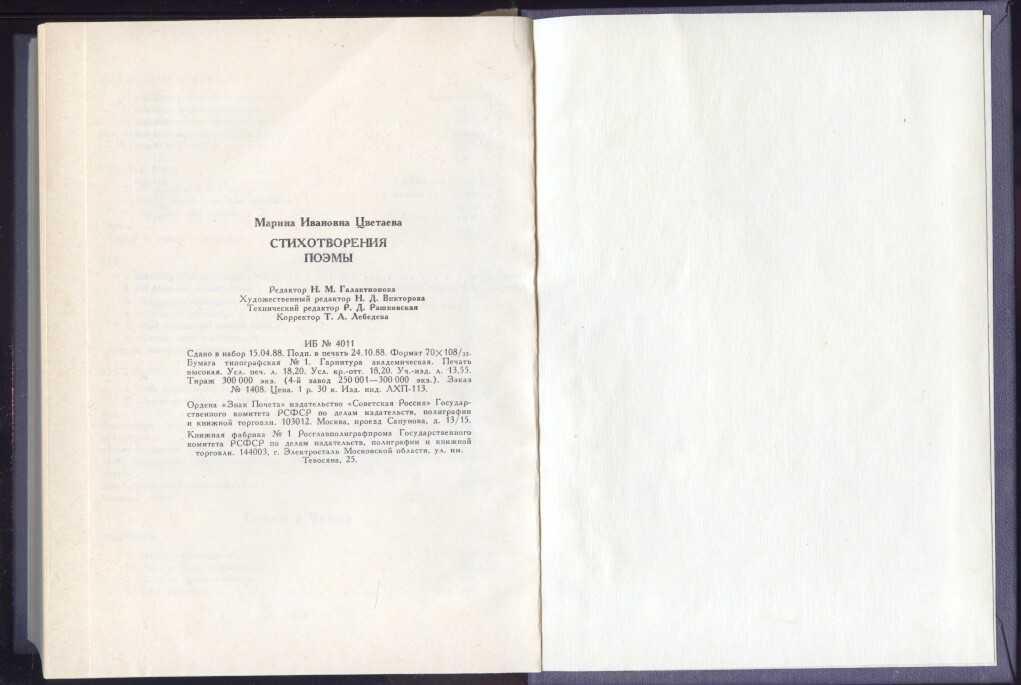 Марина Ивановна Цветаева
СТИХОТВОРЕНИЯ
ПОЭМЫ
Редактор Н. М. Галактионова
Художественный редактор Н. Д. Викторова
Технический редактор Р. Д. Рашковская
Корректор Т. А. Лебедева
ИБ № 4011
Сдано в набор 15.04.88. Подп. в печать 24.10.88. Формат 70×108/32.
Бумага типографская № 1. Гарнитура академическая. Печать
высокая. Усл. печ. л. 18,20. Усл. кр.-отт. 18,20. Уч.-изд. л. 13,55.
Тираж 300 000 экз. (4-й завод 250 001—300 000 экз.). Заказ
№ 1408. Цена. 1 р. 30 к. Изд. инд. ЛХП-113.
Ордена «Знак Почета» издательство «Советская Россия» Государ-
ственного комитета РСФСР по делам издательств, полиграфии
и книжной торговли. 103012. Москва, проезд Сапунова, д. 13/15.
Книжная фабрика № 1 Росглавполиграфпрома Государственного
комитета РСФСР по делам издательств, полиграфии и книжной
торговли. 144003, г. Электросталь Московской области, ул. им.
Тевосяна, 25.